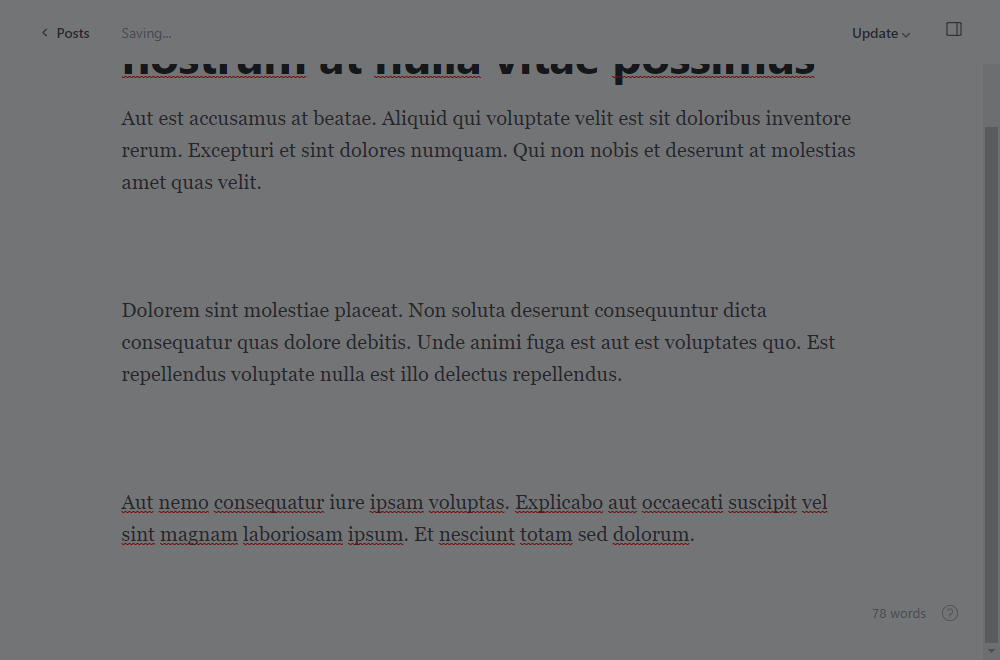 Posts
Saving...
Update
nostrum at nulla vitae possimus
Aut est accusamus at beatae. Aliquid qui voluptate velit est sit doloribus inventore
rerum. Excepturi et sint dolores numquam. Qui non nobis et deserunt at molestias
amet quas velit.
Dolorem sint molestiae placeat. Non soluta deserunt consequuntur dicta
consequatur quas dolore debitis. Unde animi fuga est aut est voluptates quo. Est
repellendus voluptate nulla est illo delectus repellendus.
Aut nemo consequatur iure ipsam voluptas. Explicabo aut occaecati suscipit vel
sint magnam laboriosam ipsum. Et nesciunt totam sed dolorum.
78 words
?